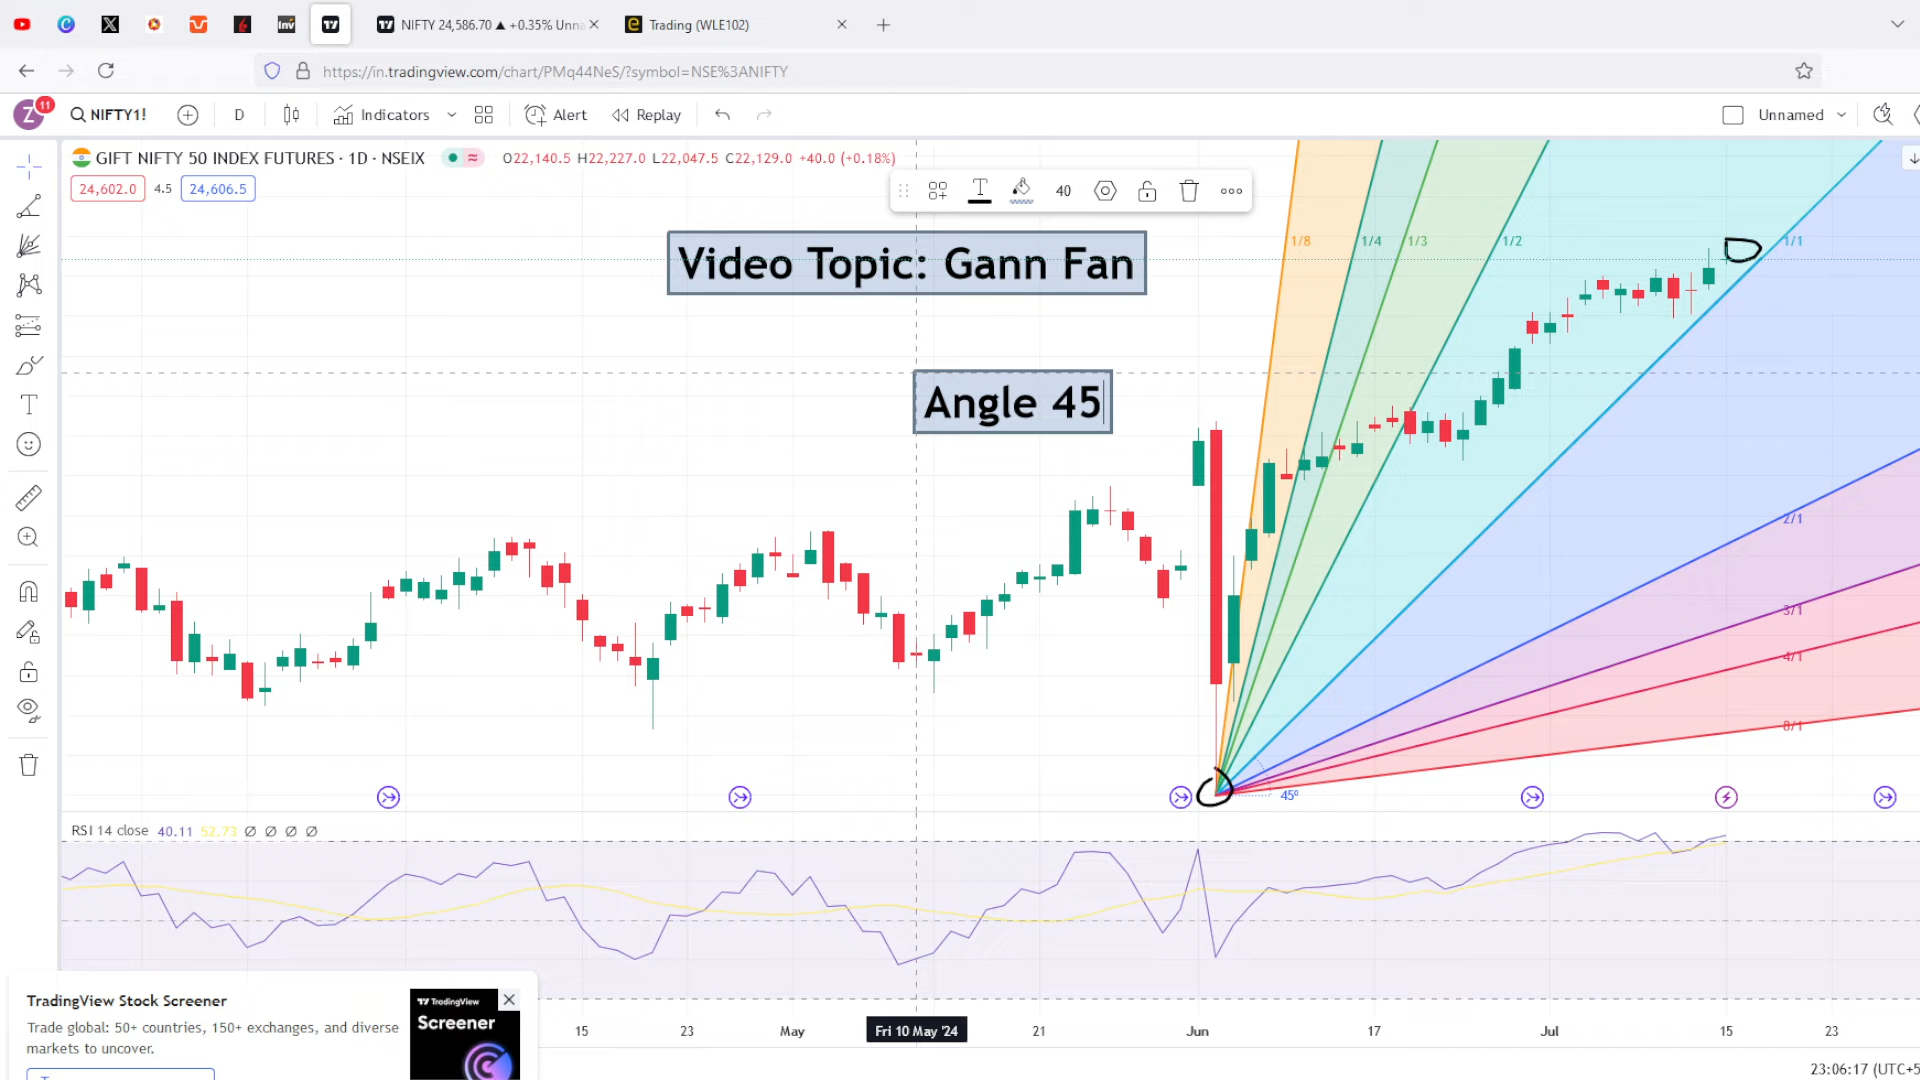 NIFTY 24,586.70 ▲ +0.35% Unna
Trading (WLE102)
https://in.tradingview.com/chart/PMq44NeS/?symbol=NSE%3ANIFTY
Z 11
NIFTY1!
D
Indicators
Alert
Replay
Unnamed
GIFT NIFTY 50 INDEX FUTURES · 1D · NSEIX
O22,140.5 H22,227.0 L22,047.5 C22,129.0 +40.0 (+0.18%)
24,602.0 4.5 24,606.5
40
Video Topic: Gann Fan
1/8 1/4 1/3 1/2 1/1
Angle 45
2/1
3/1
4/1
8/1
45º
RSI 14 close 40.11 52.73 Ø Ø Ø Ø
TradingView Stock Screener
Trade global: 50+ countries, 150+ exchanges, and diverse
markets to uncover.
TradingView
Screener
15 23 May Fri 10 May '24 21 Jun 17 Jul 15 23
23:06:17 (UTC+5